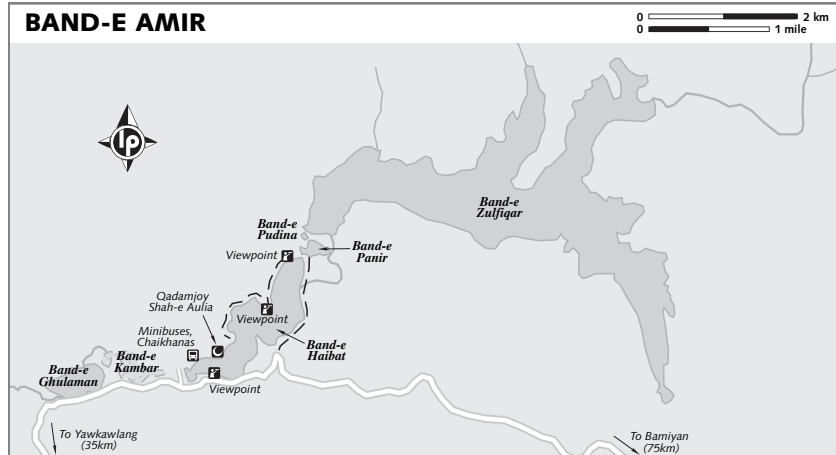 BAND-E AMIR
0 2 km
0 1 mile
lp
Band-e
Zulfiqar
Band-e
Pudina
Band-e
Panir
Viewpoint
Qadamjoy
Shah-e Aulia
Viewpoint
Minibuses,
Chaikhanas
Band-e
Haibat
Band-e
Kambar
Band-e
Ghulaman
Viewpoint
To Yawkawlang
(35km)
To Bamiyan
(75km)